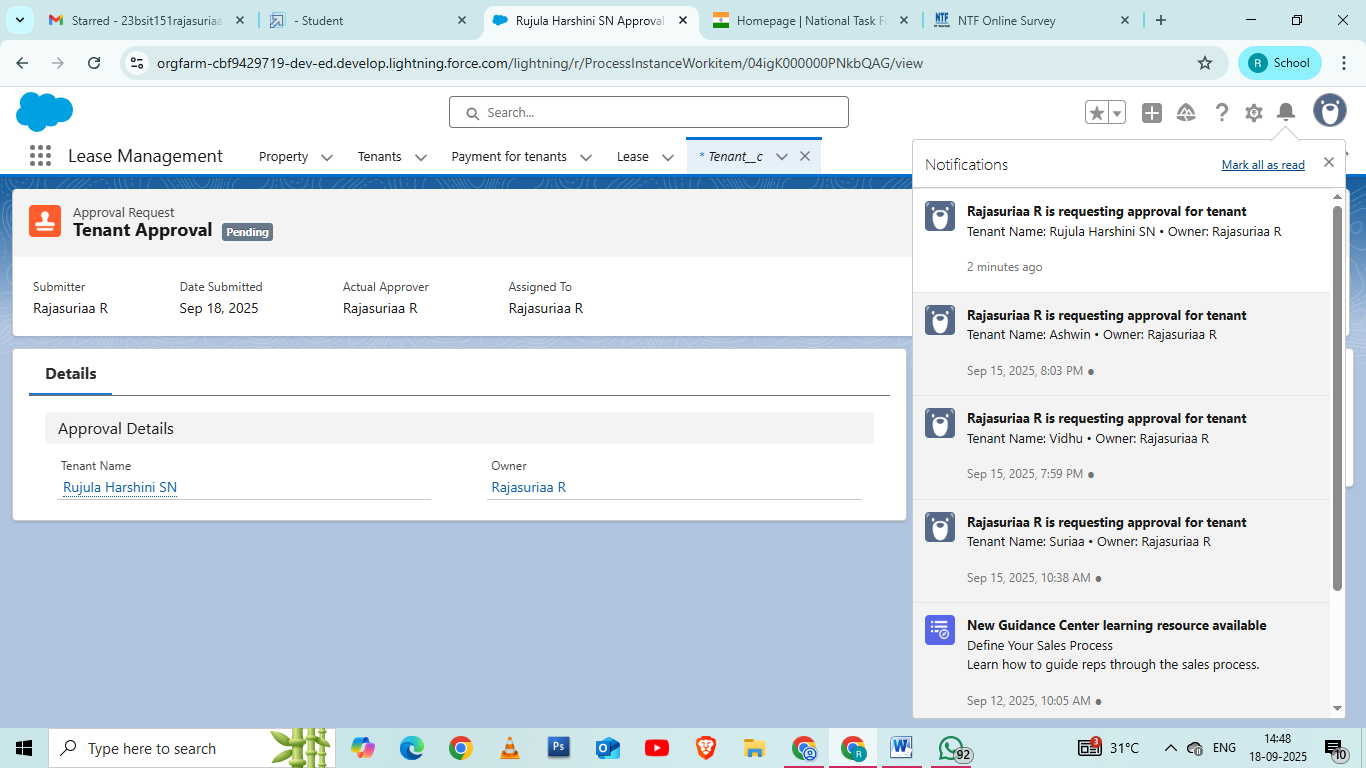 Starred - 23bsit151rajasuriaa
- Student
Rujula Harshini SN Approval
Homepage | National Task Fo
NTF Online Survey
orgfarm-cbf9429719-dev-ed.develop.lightning.force.com/lightning/r/ProcessInstanceWorkitem/04igK000000PNkbQAG/view
R School
Search...
Lease Management
Property
Tenants
Payment for tenants
Lease
* Tenant__c
Approval Request
Tenant Approval Pending
Submitter
Rajasuriaa R
Date Submitted
Sep 18, 2025
Actual Approver
Rajasuriaa R
Assigned To
Rajasuriaa R
Details
Approval Details
Tenant Name
Rujula Harshini SN
Owner
Rajasuriaa R
Notifications
Mark all as read
Rajasuriaa R is requesting approval for tenant
Tenant Name: Rujula Harshini SN • Owner: Rajasuriaa R
2 minutes ago
Rajasuriaa R is requesting approval for tenant
Tenant Name: Ashwin • Owner: Rajasuriaa R
Sep 15, 2025, 8:03 PM
Rajasuriaa R is requesting approval for tenant
Tenant Name: Vidhu • Owner: Rajasuriaa R
Sep 15, 2025, 7:59 PM
Rajasuriaa R is requesting approval for tenant
Tenant Name: Suriaa • Owner: Rajasuriaa R
Sep 15, 2025, 10:38 AM
New Guidance Center learning resource available
Define Your Sales Process
Learn how to guide reps through the sales process.
Sep 12, 2025, 10:05 AM
Type here to search
Ps
R
92
3
31°C
ENG
14:48
18-09-2025
10